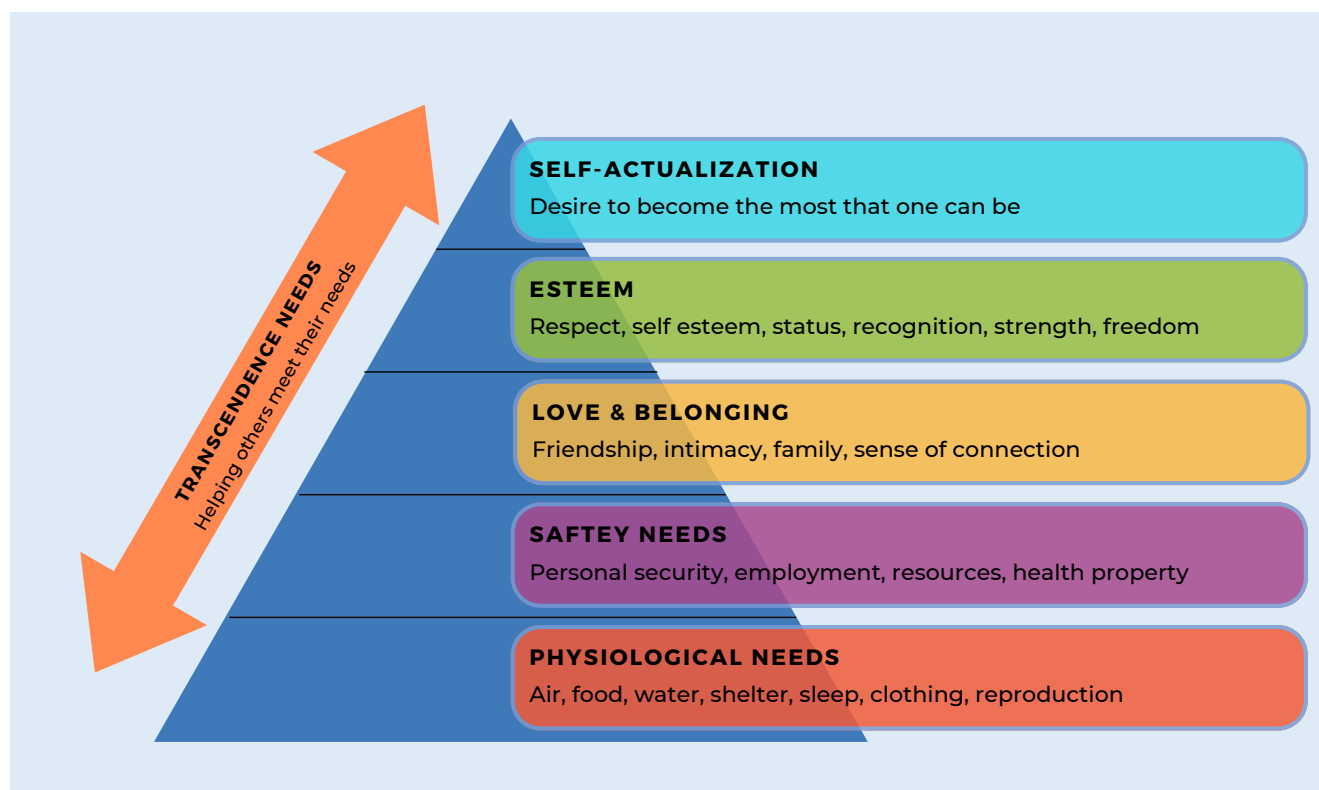 SELF-ACTUALIZATION
Desire to become the most that one can be
ESTEEM
Respect, self esteem, status, recognition, strength, freedom
LOVE & BELONGING
Friendship, intimacy, family, sense of connection
SAFTEY NEEDS
Personal security, employment, resources, health property
PHYSIOLOGICAL NEEDS
Air, food, water, shelter, sleep, clothing, reproduction
TRANSCENDENCE NEEDS
Helping others meet their needs